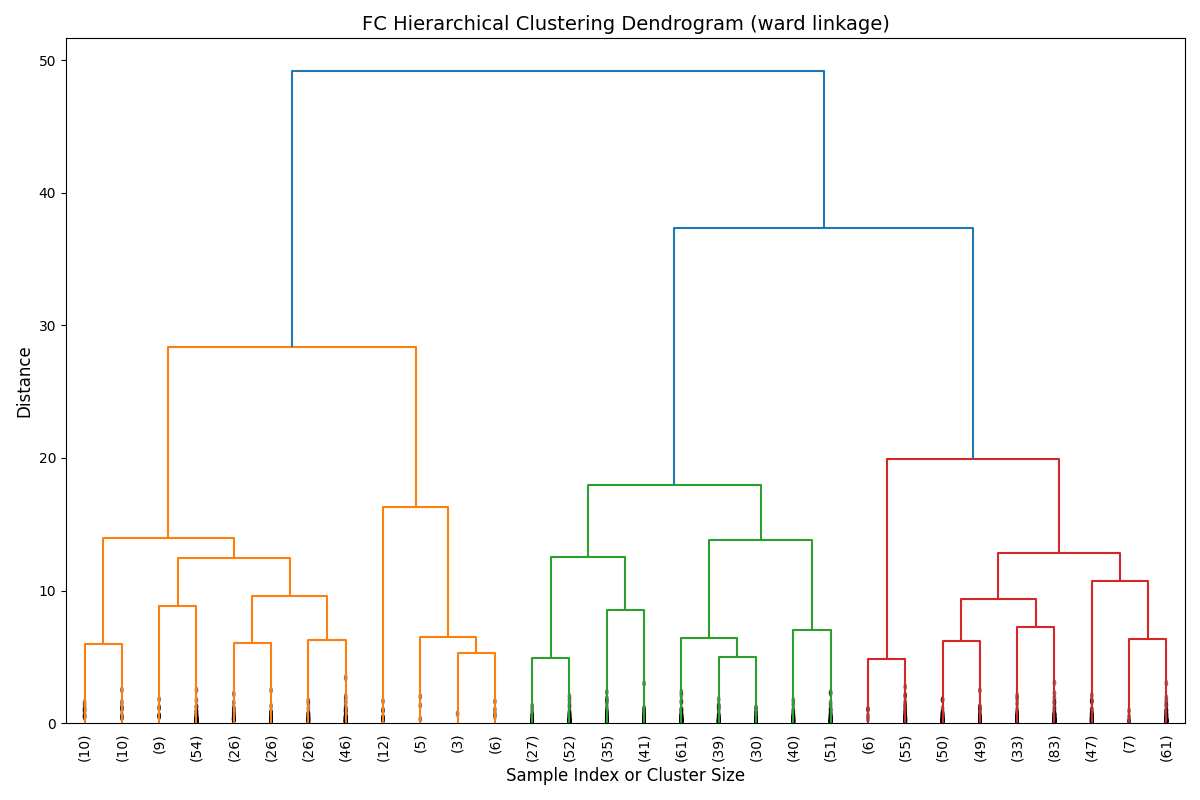 FC Hierarchical Clustering Dendrogram (ward linkage)
50
40
30
20
10
0
Distance
(10) (10) (9) (54) (26) (26) (26) (46) (12) (5) (3) (6) (27) (52) (35) (41) (61) (39) (30) (40) (51) (6) (55) (50) (49) (33) (83) (47) (7) (61)
Sample Index or Cluster Size